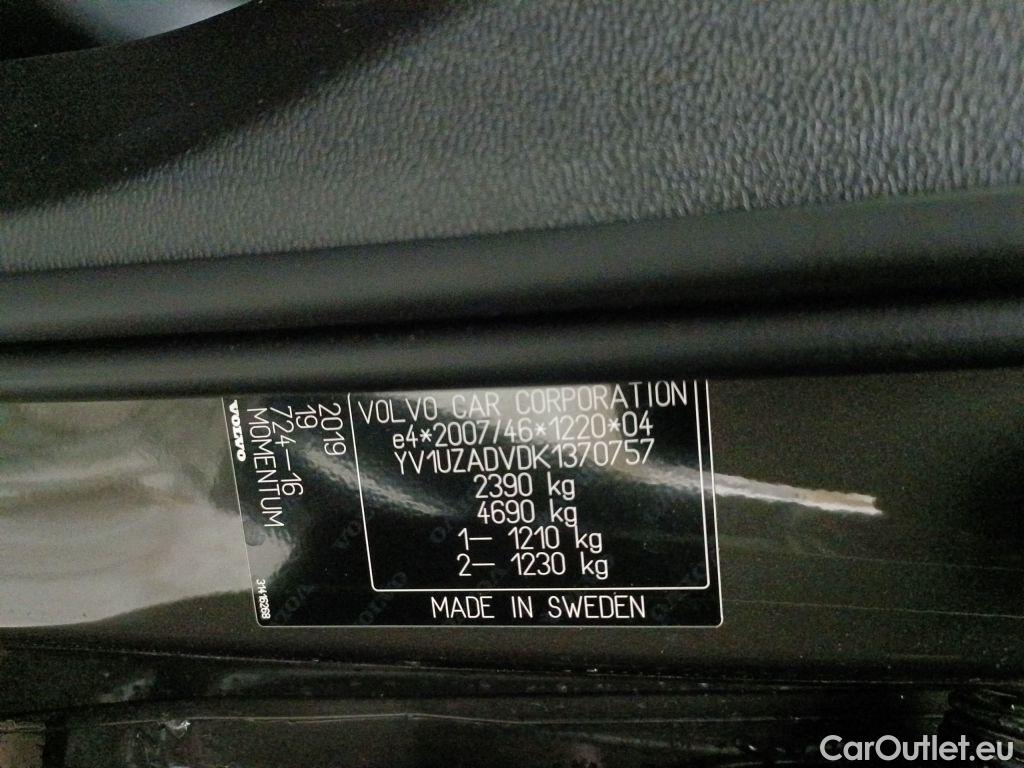 VOLVO CAR CORPORATION
e4*2007/46*1220*04
YV1UZADVDK1370757
2390 kg
4690 kg
1— 1210 kg
2— 1230 kg
MADE IN SWEDEN
2019
19
724—16
MOMENTUM
VOLVO
31416268
CarOutlet.eu